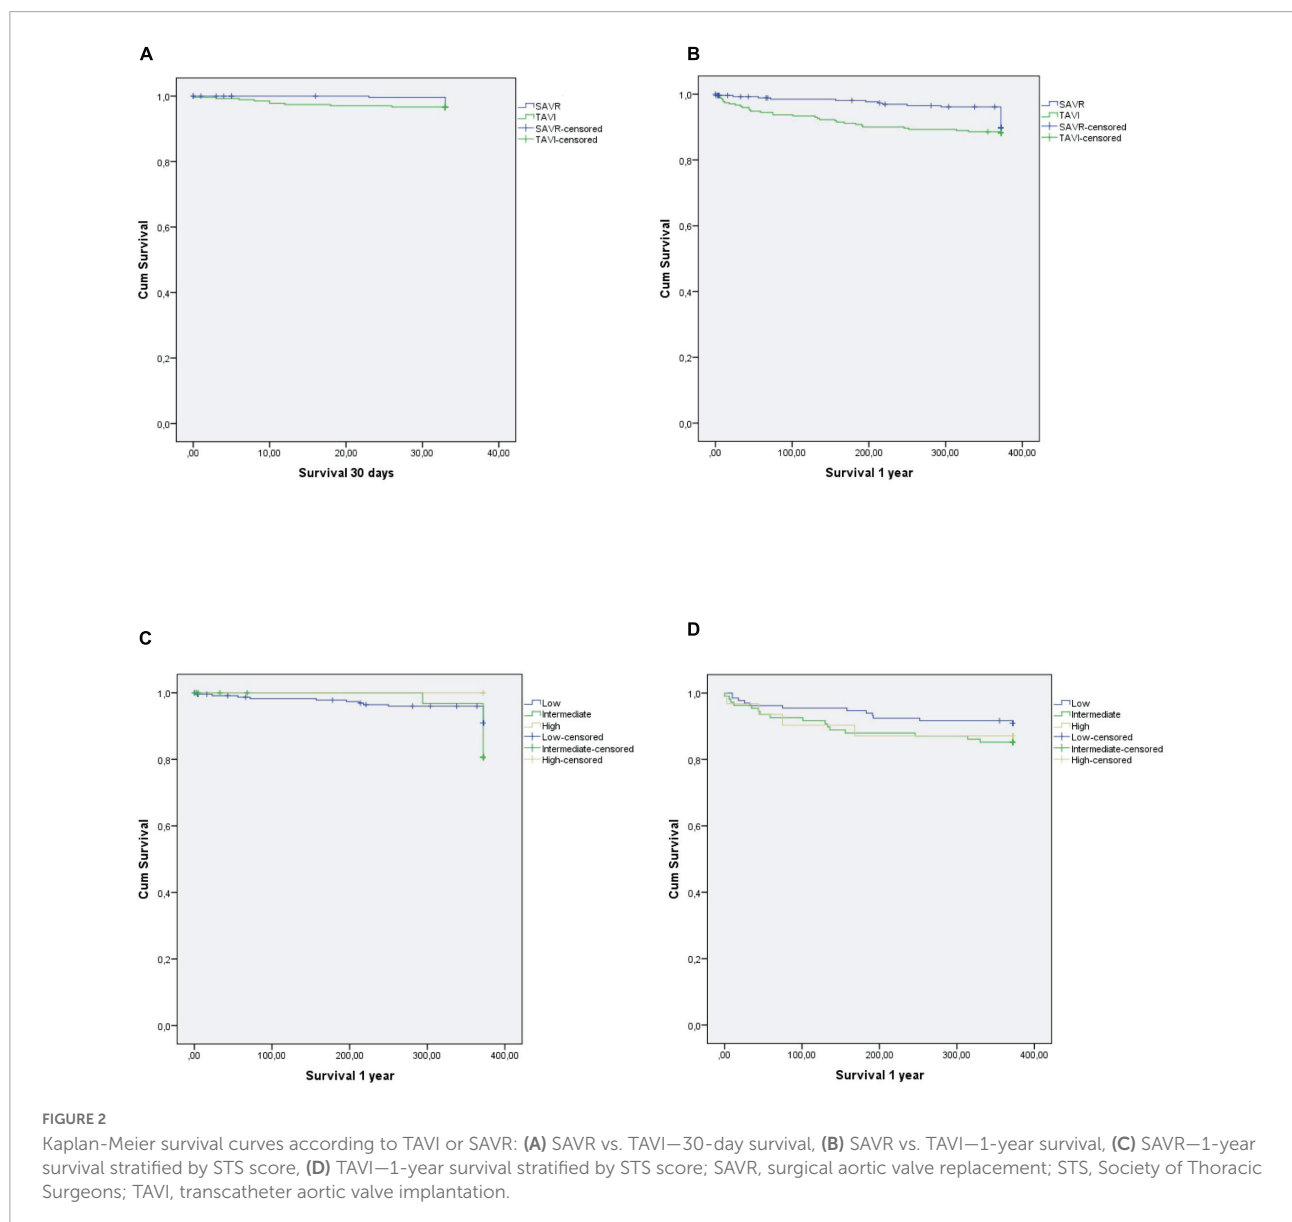 A
1,0
0,8
0,6
0,4
0,2
0,0
Cum Survival
,00 10,00 20,00 30,00 40,00
Survival 30 days
SAVR
TAVI
SAVR-censored
TAVI-censored
B
1,0
0,8
0,6
0,4
0,2
0,0
Cum Survival
,00 100,00 200,00 300,00 400,00
Survival 1 year
SAVR
TAVI
SAVR-censored
TAVI-censored
C
1,0
0,8
0,6
0,4
0,2
0,0
Cum Survival
,00 100,00 200,00 300,00 400,00
Survival 1 year
Low
Intermediate
High
Low-censored
Intermediate-censored
High-censored
D
1,0
0,8
0,6
0,4
0,2
0,0
Cum Survival
,00 100,00 200,00 300,00 400,00
Survival 1 year
Low
Intermediate
High
Low-censored
Intermediate-censored
High-censored
FIGURE 2
Kaplan-Meier survival curves according to TAVI or SAVR: (A) SAVR vs. TAVI—30-day survival, (B) SAVR vs. TAVI—1-year survival, (C) SAVR—1-year
survival stratified by STS score, (D) TAVI—1-year survival stratified by STS score; SAVR, surgical aortic valve replacement; STS, Society of Thoracic
Surgeons; TAVI, transcatheter aortic valve implantation.